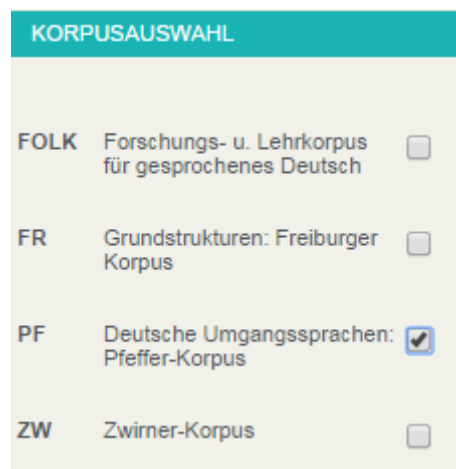 KORPUSAUSWAHL
FOLK Forschungs- u. Lehrkorpus
für gesprochenes Deutsch
FR Grundstrukturen: Freiburger
Korpus
PF Deutsche Umgangssprachen:
Pfeffer-Korpus
ZW Zwirner-Korpus